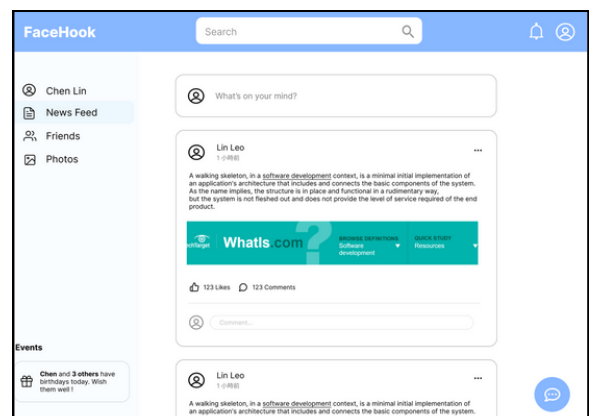 FaceHook
Search
Chen Lin
News Feed
Friends
Photos
What's on your mind?
Lin Leo
1 小時前
A walking skeleton, in a software development context, is a minimal initial implementation of
an application's architecture that includes and connects the basic components of the system.
As the name implies, the structure is in place and functional in a rudimentary way,
but the system is not fleshed out and does not provide the level of service required of the end
product.
WhatIs.com
BROWSE DEFINITIONS
Software
development
QUICK STUDY
Resources
123 Likes
123 Comments
Comment...
Events
Chen and 3 others have
birthdays today. Wish
them well !
Lin Leo
1 小時前
A walking skeleton, in a software development context, is a minimal initial implementation of
an application's architecture that includes and connects the basic components of the system.